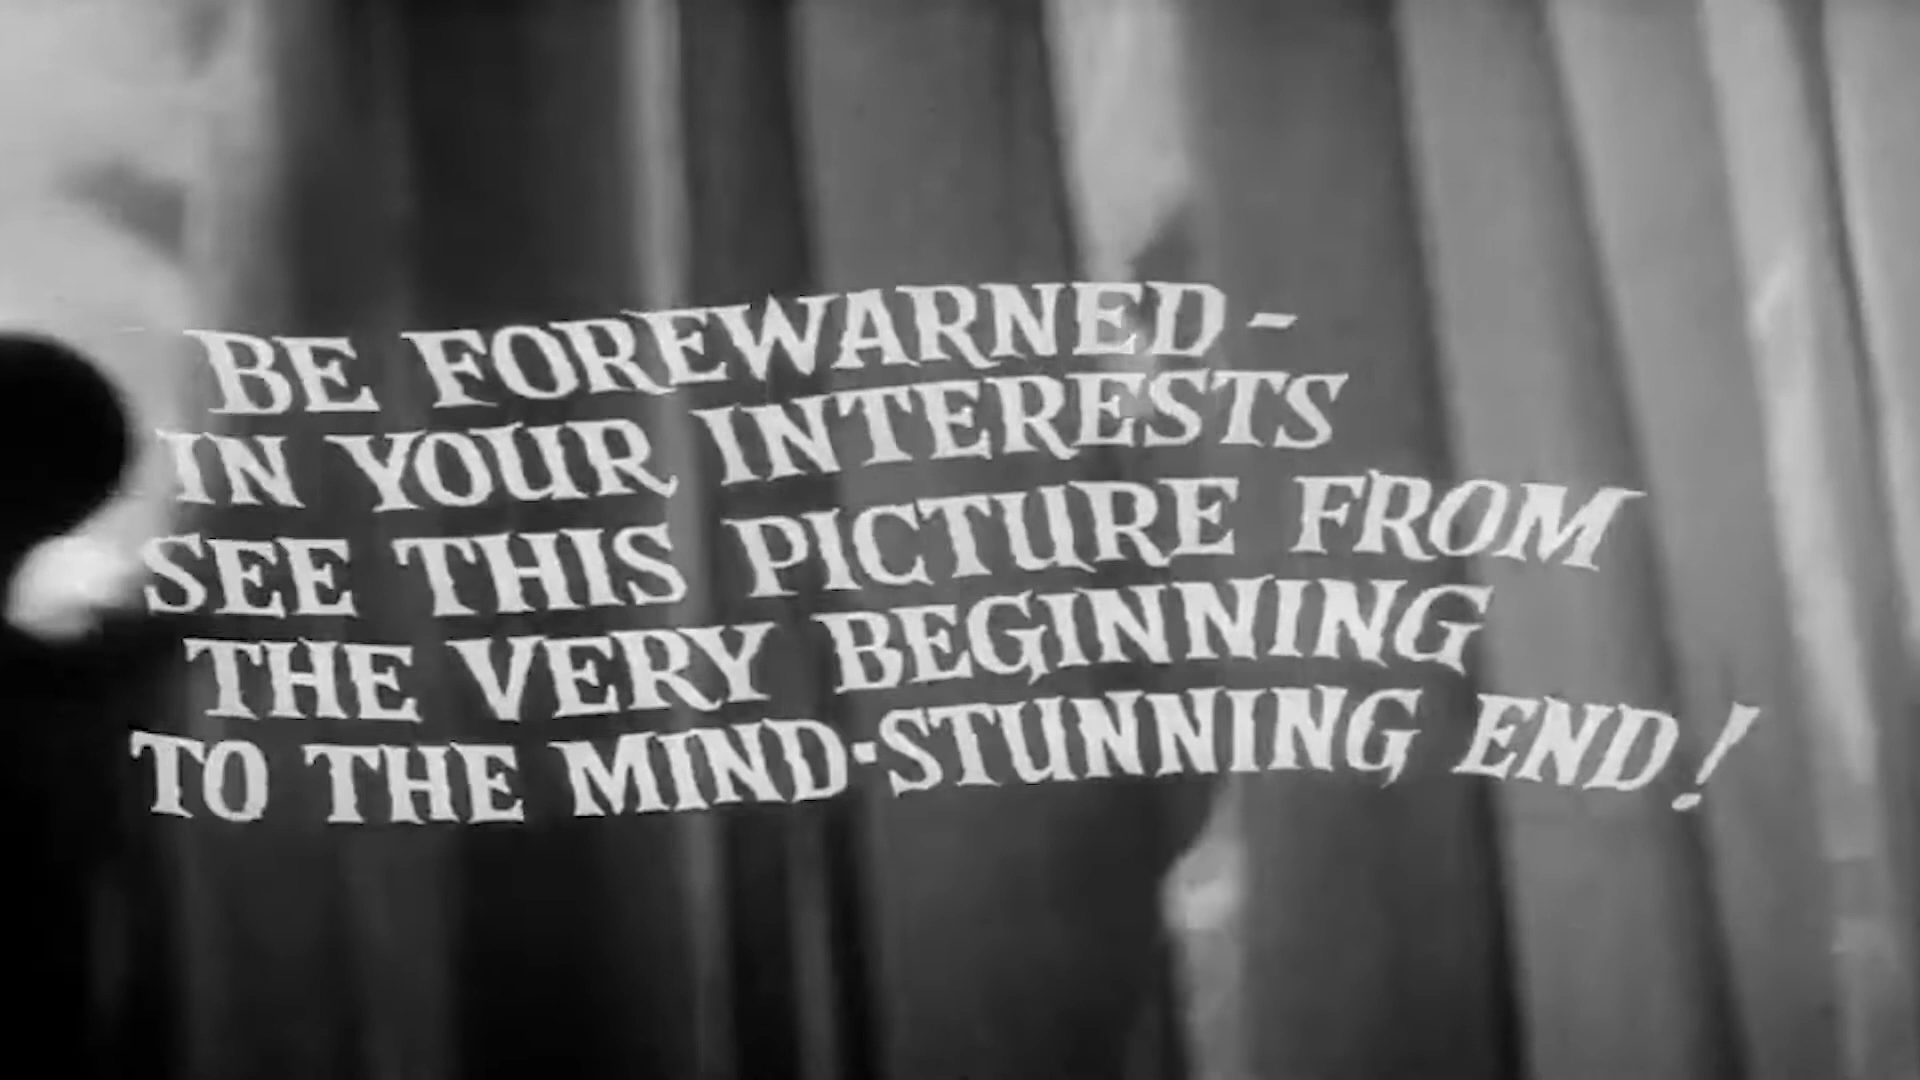 BE FOREWARNED-
IN YOUR INTERESTS
SEE THIS PICTURE FROM
THE VERY BEGINNING
TO THE MIND-STUNNING END!